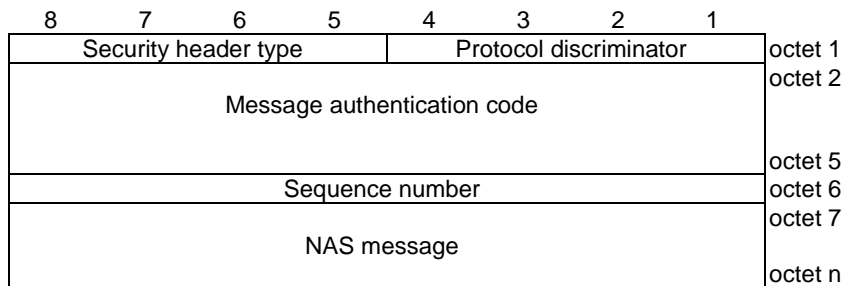 8 7 6 5 4 3 2 1
Security header type Protocol discriminator octet 1
octet 2
Message authentication code
octet 5
Sequence number octet 6
octet 7
NAS message
octet n